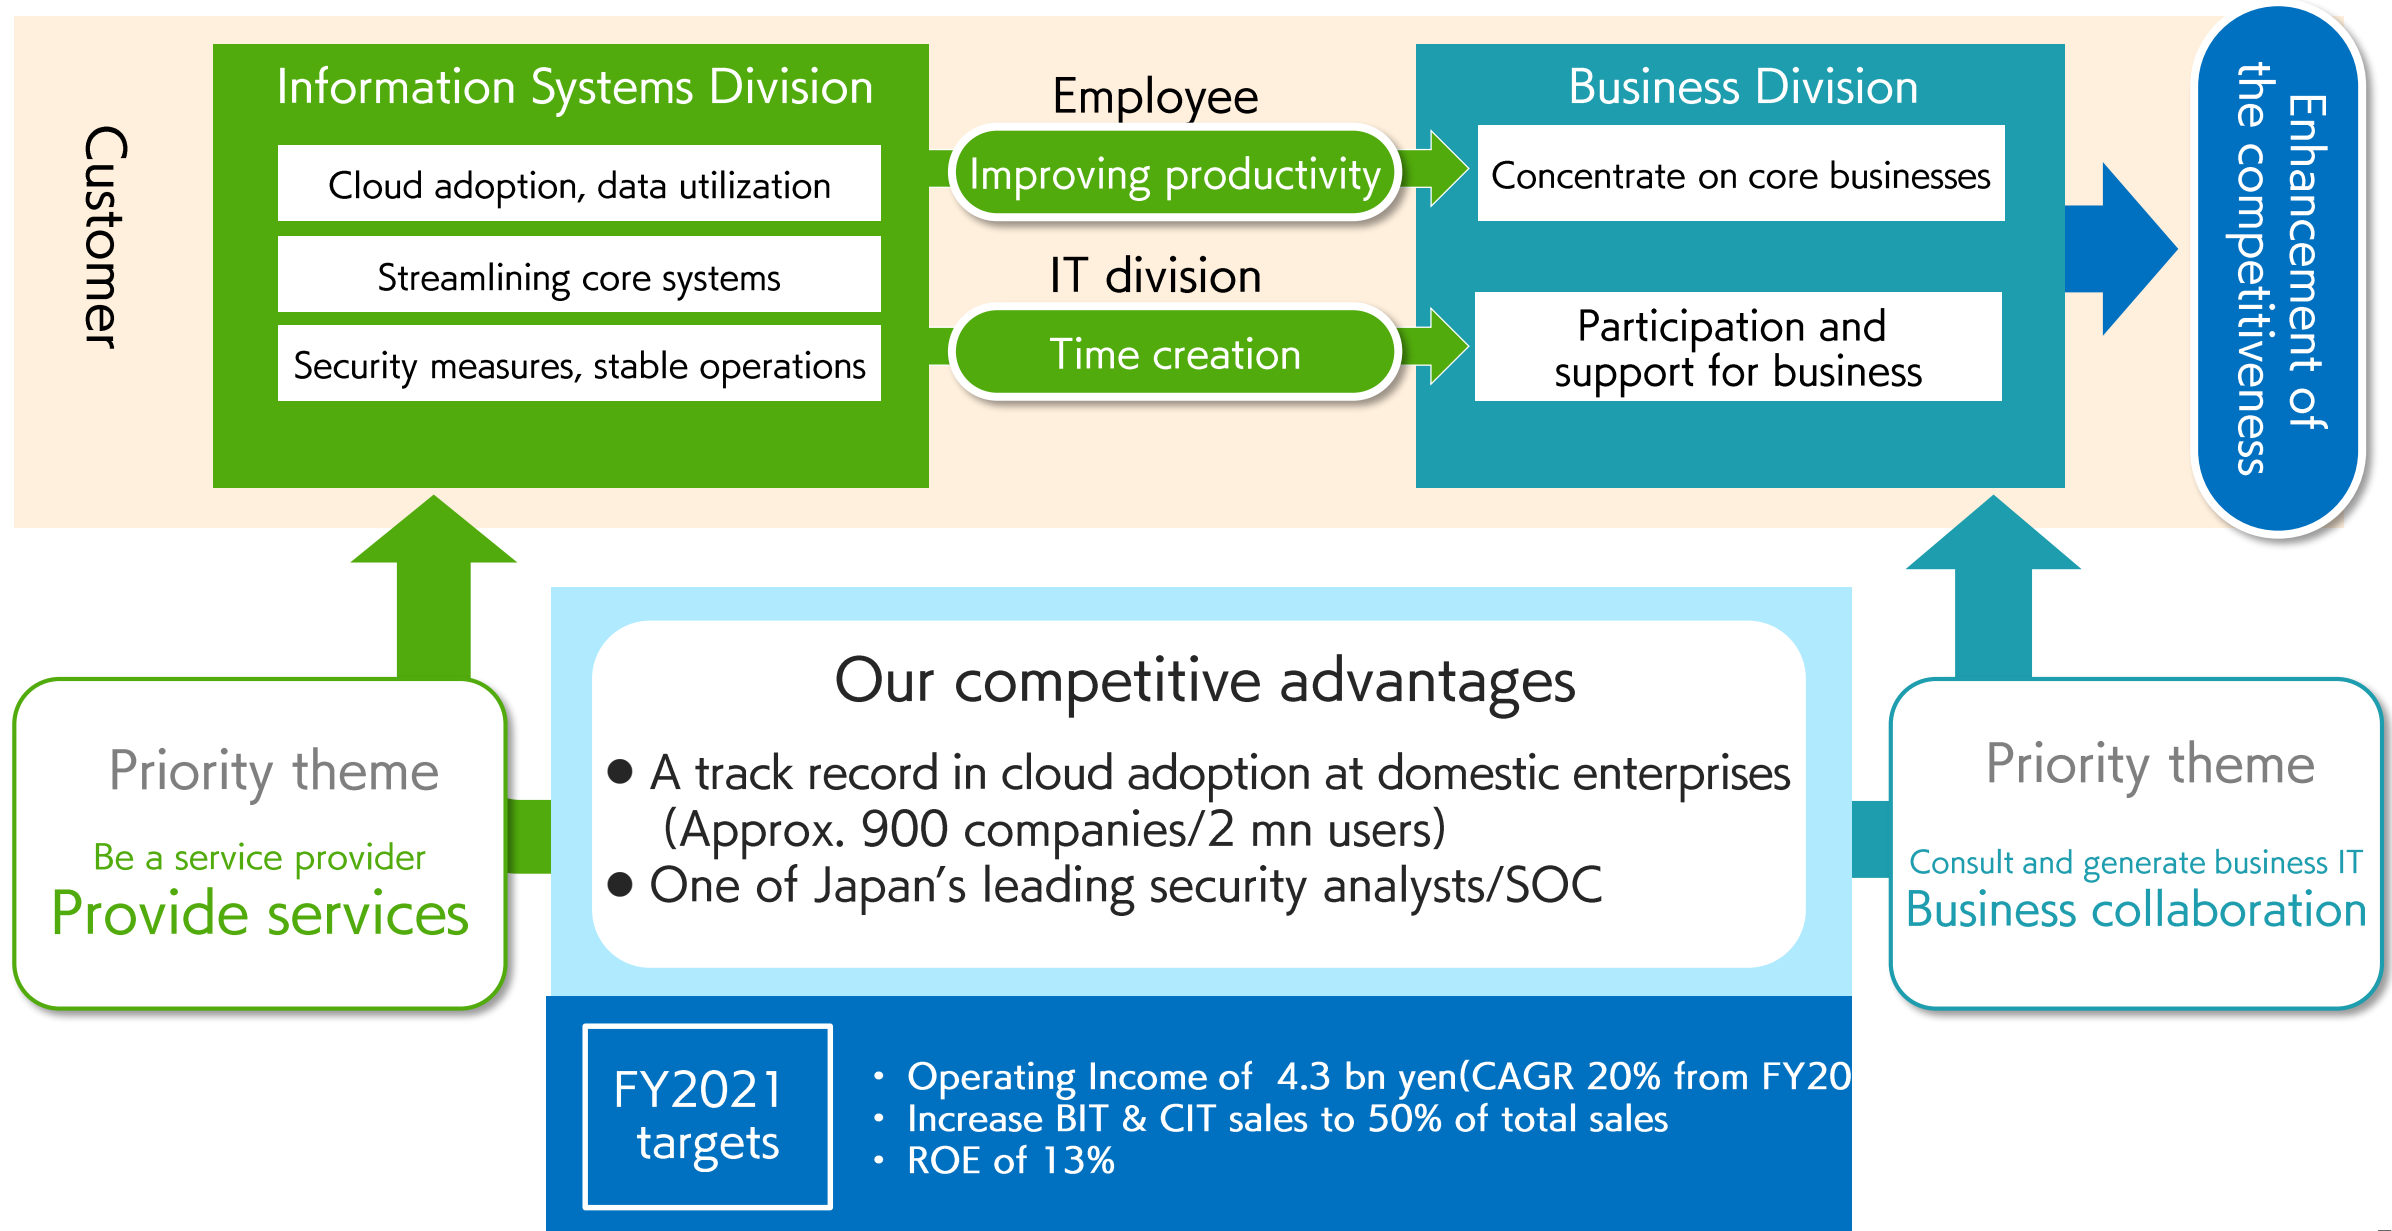 Customer
Information Systems Division
Cloud adoption, data utilization
Streamlining core systems
Security measures, stable operations
Employee
Improving productivity
IT division
Time creation
Business Division
Concentrate on core businesses
Participation and
support for business
Enhancement of
the competitiveness
Priority theme
Be a service provider
Provide services
Our competitive advantages
● A track record in cloud adoption at domestic enterprises
(Approx. 900 companies/2 mn users)
● One of Japan's leading security analysts/SOC
Priority theme
Consult and generate business IT
Business collaboration
FY2021
targets
・ Operating Income of 4.3 bn yen(CAGR 20% from FY20
・ Increase BIT & CIT sales to 50% of total sales
・ ROE of 13%